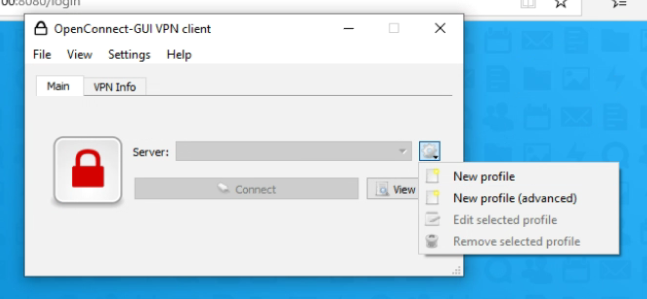 00:8080/login
OpenConnect-GUI VPN client
File View Settings Help
Main VPN Info
Server:
New profile
Connect View New profile (advanced)
Edit selected profile
Remove selected profile